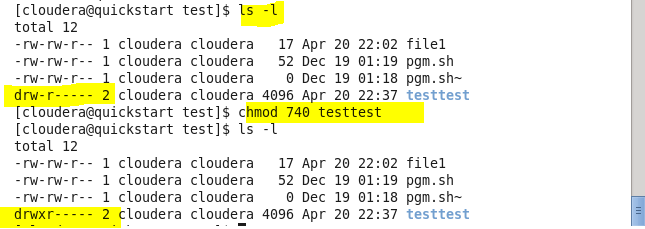 [cloudera@quickstart test]$ ls -l
total 12
-rw-rw-r-- 1 cloudera cloudera   17 Apr 20 22:02 file1
-rw-rw-r-- 1 cloudera cloudera   52 Dec 19 01:19 pgm.sh
-rw-rw-r-- 1 cloudera cloudera    0 Dec 19 01:18 pgm.sh~
drw-r----- 2 cloudera cloudera 4096 Apr 20 22:37 testtest
[cloudera@quickstart test]$ chmod 740 testtest
[cloudera@quickstart test]$ ls -l
total 12
-rw-rw-r-- 1 cloudera cloudera   17 Apr 20 22:02 file1
-rw-rw-r-- 1 cloudera cloudera   52 Dec 19 01:19 pgm.sh
-rw-rw-r-- 1 cloudera cloudera    0 Dec 19 01:18 pgm.sh~
drwxr----- 2 cloudera cloudera 4096 Apr 20 22:37 testtest